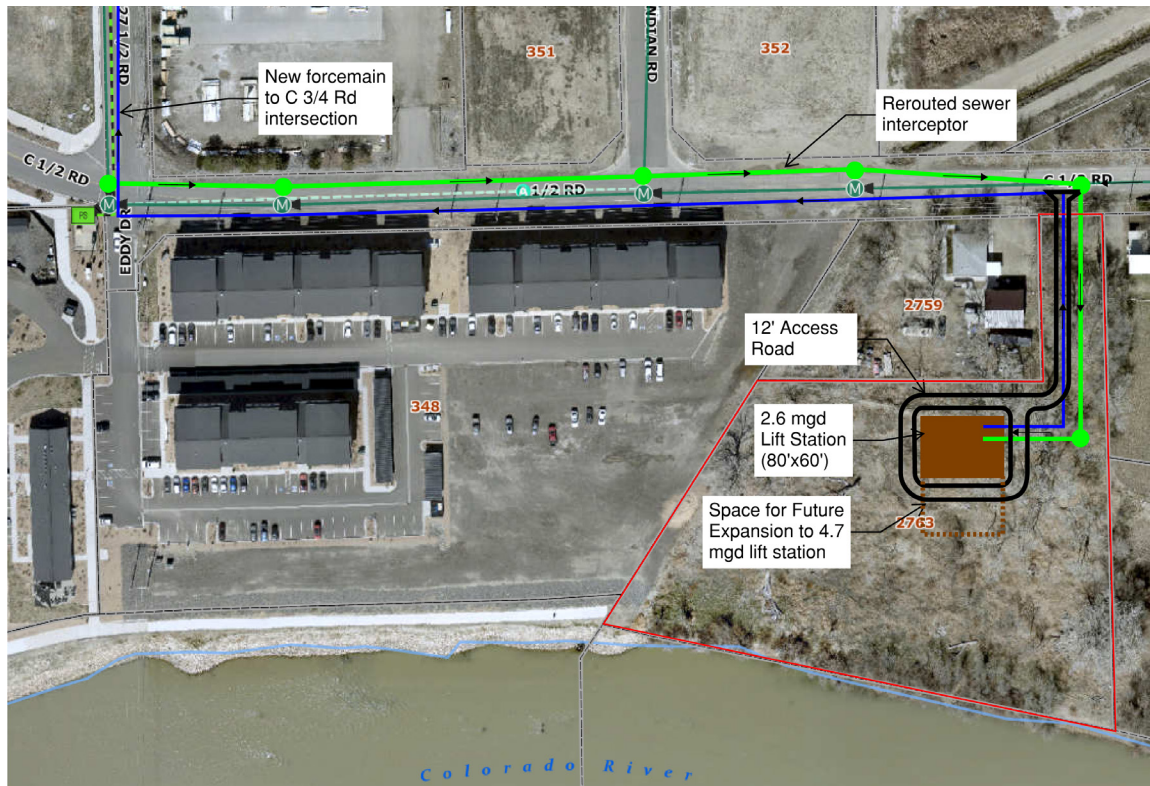 27 1/2 RD
NDIAN RD
351
352
New forcemain
to C 3/4 Rd
intersection
Rerouted sewer
interceptor
C 1/2 RD
A
1/2 RD
C 1/2 RD
M
M
M
M
PS
EDDY DR
2759
12' Access
Road
348
2.6 mgd
Lift Station
(80'x60')
Space for Future
Expansion to 4.7
mgd lift station
2763
Colorado River